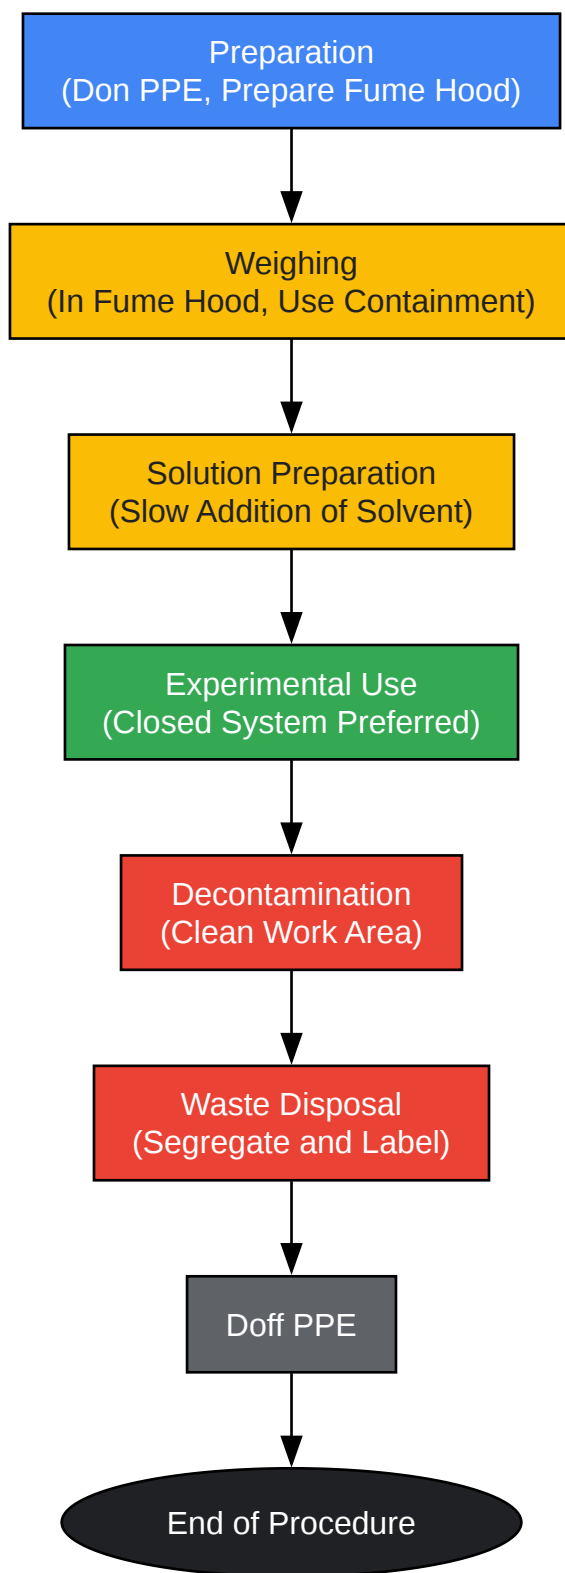 Preparation
(Don PPE, Prepare Fume Hood)
Weighing
(In Fume Hood, Use Containment)
Solution Preparation
(Slow Addition of Solvent)
Experimental Use
(Closed System Preferred)
Decontamination
(Clean Work Area)
Waste Disposal
(Segregate and Label)
Doff PPE
End of Procedure